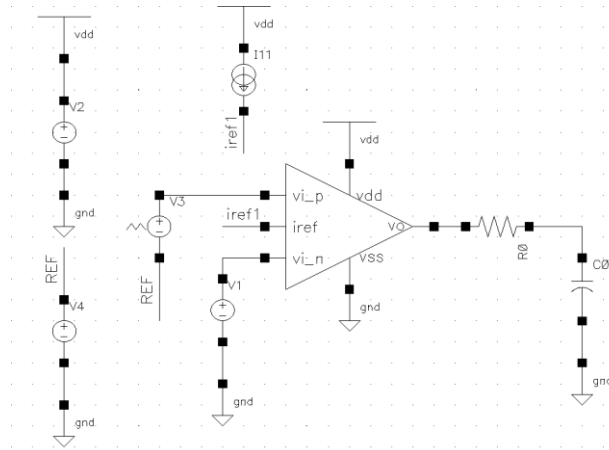 vdd
V2
gnd
REF
V4
gnd
vdd
I11
iref1
V3
REF
iref1
V1
gnd
vdd
vi_p
vdd
iref
vo
vi_n
vss
gnd
R0
C0
gnd